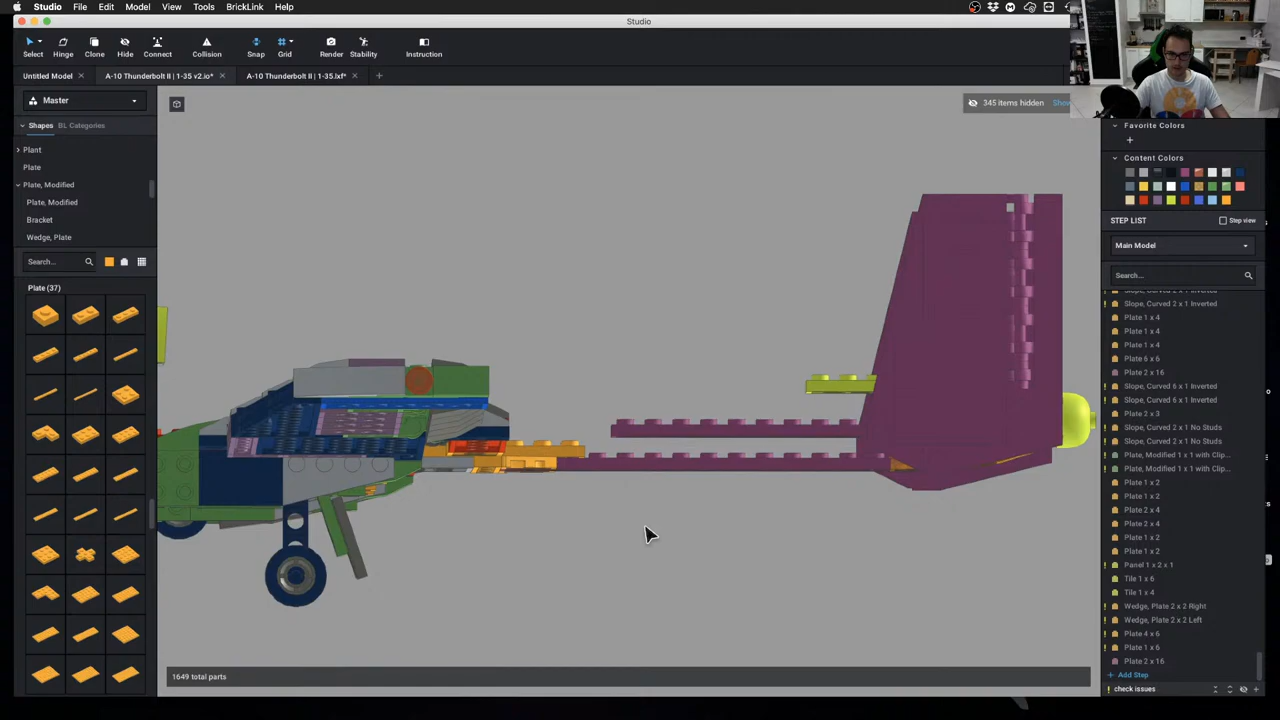 Studio File Edit Model View Tools BrickLink Help
Studio
Select Hinge Clone Hide Connect Collision Snap Grid Render Stability Instruction
Untitled Model A-10 Thunderbolt II | 1-35 v2.io* A-10 Thunderbolt II | 1-35.lxf*
Master
345 items hidden Show
Shapes BL Categories
Plant
Plate
Plate, Modified
Plate, Modified
Bracket
Wedge, Plate
Search...
Plate (37)
1649 total parts
Favorite Colors
Content Colors
STEP LIST Step view
Main Model
Search...
Slope, Curved 2 x 1 Inverted
Slope, Curved 2 x 1 Inverted
Plate 1 x 4
Plate 1 x 4
Plate 1 x 4
Plate 6 x 6
Plate 2 x 16
Slope, Curved 6 x 1 Inverted
Slope, Curved 6 x 1 Inverted
Plate 2 x 3
Slope, Curved 2 x 1 No Studs
Slope, Curved 2 x 1 No Studs
Plate, Modified 1 x 1 with Clip...
Plate, Modified 1 x 1 with Clip...
Plate 1 x 2
Plate 1 x 2
Plate 2 x 4
Plate 2 x 4
Plate 1 x 2
Plate 1 x 2
Panel 1 x 2 x 1
Tile 1 x 6
Tile 1 x 4
Wedge, Plate 2 x 2 Right
Wedge, Plate 2 x 2 Left
Plate 4 x 6
Plate 1 x 6
Plate 2 x 16
+ Add Step
check issues